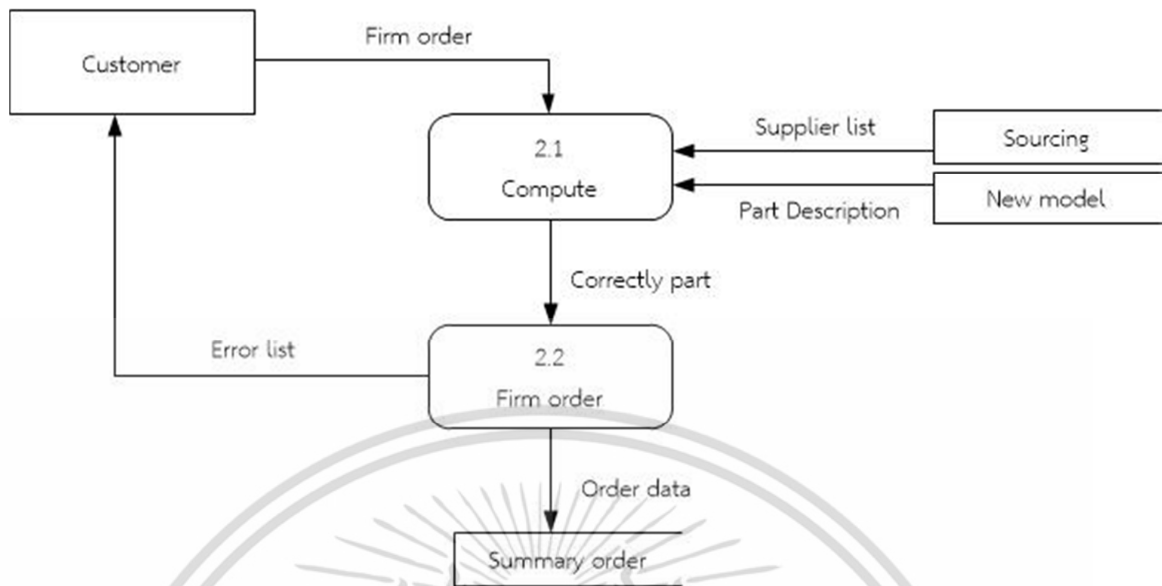 Firm order
Customer
2.1
Compute
Supplier list
Sourcing
Part Description
New model
Correctly part
Error list
2.2
Firm order
Order data
Summary order